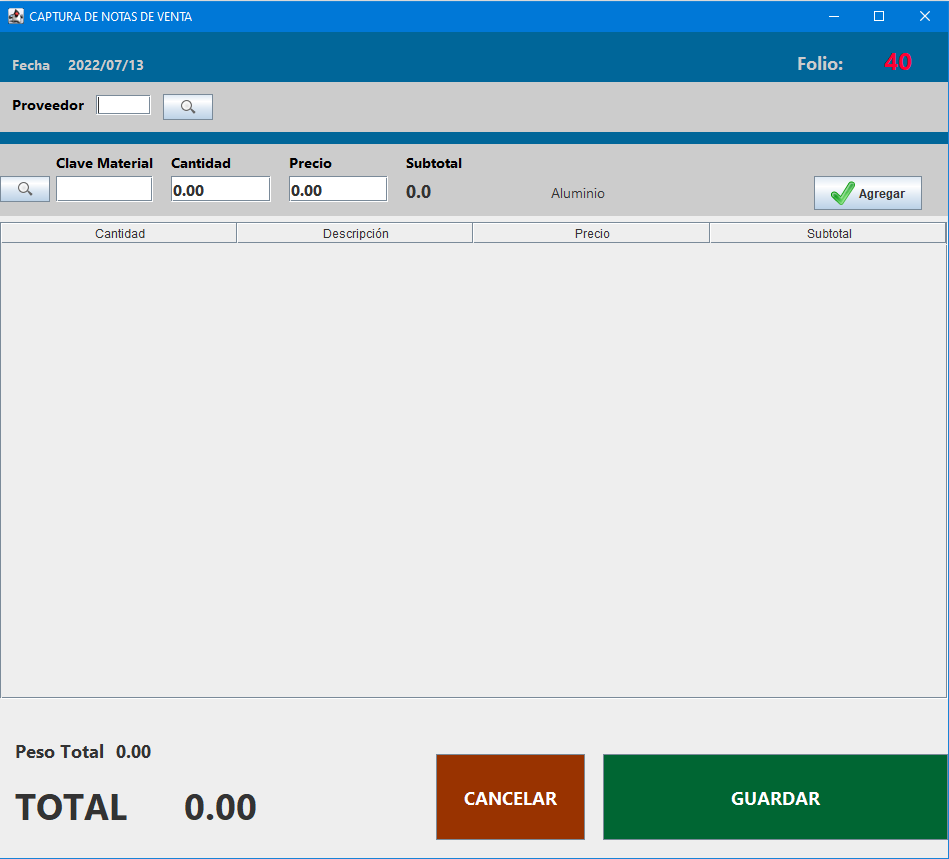 CAPTURA DE NOTAS DE VENTA
Fecha 2022/07/13 Folio: 40
Proveedor
Clave Material Cantidad Precio Subtotal
0.00 0.00 0.0 Aluminio Agregar
Cantidad Descripción Precio Subtotal
Peso Total 0.00
TOTAL 0.00 CANCELAR GUARDAR